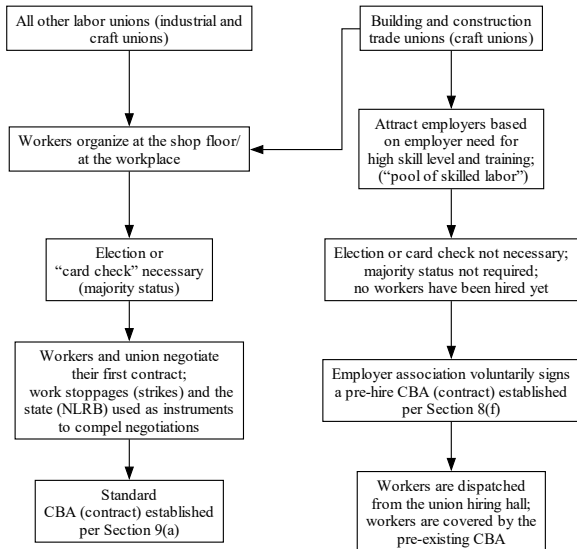 All other labor unions (industrial and
craft unions)
Building and construction
trade unions (craft unions)
Workers organize at the shop floor/
at the workplace
Attract employers based
on employer need for
high skill level and training;
(“pool of skilled labor”)
Election or
“card check” necessary
(majority status)
Election or card check not necessary;
majority status not required;
no workers have been hired yet
Workers and union negotiate
their first contract;
work stoppages (strikes) and the
state (NLRB) used as instruments
to compel negotiations
Employer association voluntarily signs
a pre-hire CBA (contract) established
per Section 8(f)
Standard
CBA (contract) established
per Section 9(a)
Workers are dispatched
from the union hiring hall;
workers are covered by the
pre-existing CBA